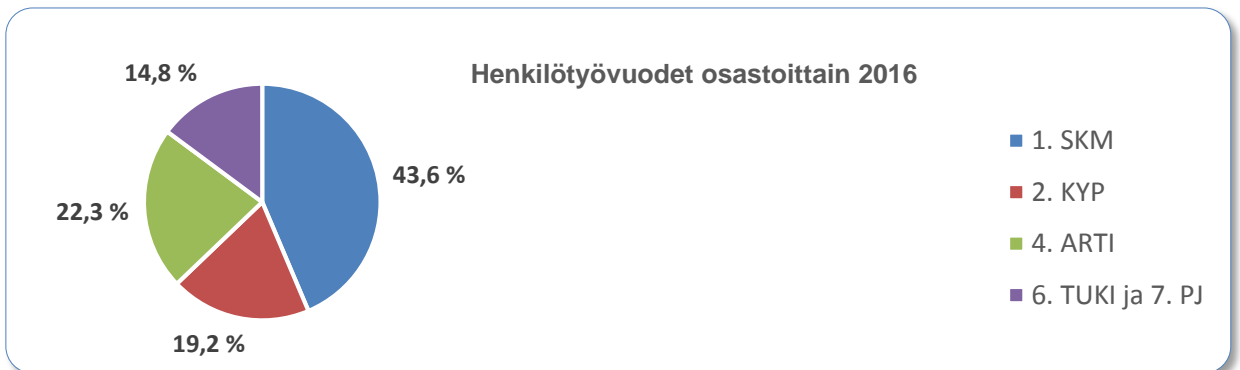 Henkilötyövuodet osastoittain 2016
14,8 %
43,6 %
22,3 %
19,2 %
1. SKM
2. KYP
4. ARTI
6. TUKI ja 7. PJ